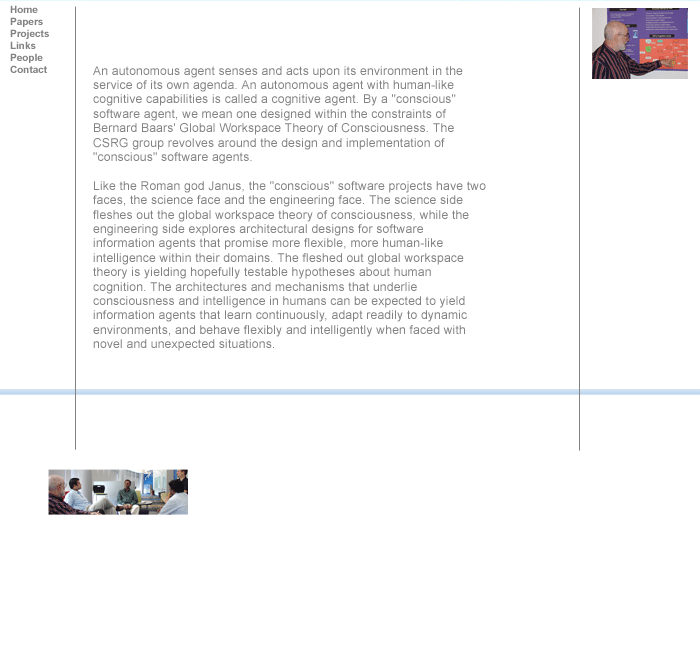 Home
Papers
Projects
Links
People
Contact
An autonomous agent senses and acts upon its environment in the
service of its own agenda. An autonomous agent with human-like
cognitive capabilities is called a cognitive agent. By a "conscious"
software agent, we mean one designed within the constraints of
Bernard Baars' Global Workspace Theory of Consciousness. The
CSRG group revolves around the design and implementation of
"conscious" software agents.
Like the Roman god Janus, the "conscious" software projects have two
faces, the science face and the engineering face. The science side
fleshes out the global workspace theory of consciousness, while the
engineering side explores architectural designs for software
information agents that promise more flexible, more human-like
intelligence within their domains. The fleshed out global workspace
theory is yielding hopefully testable hypotheses about human
cognition. The architectures and mechanisms that underlie
consciousness and intelligence in humans can be expected to yield
information agents that learn continuously, adapt readily to dynamic
environments, and behave flexibly and intelligently when faced with
novel and unexpected situations.